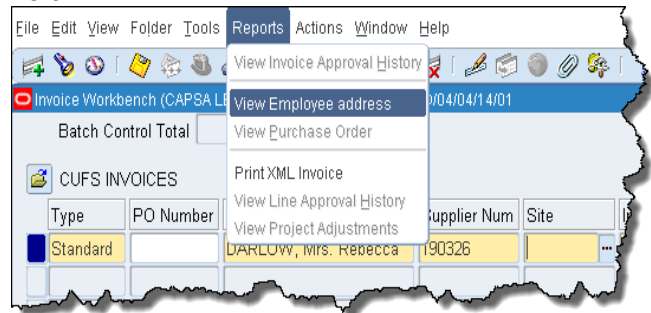 File Edit View Folder Tools Reports Actions Window Help
View Invoice Approval History
Invoice Workbench (CAPSA
View Employee address
0/04/04/14/01
Batch Control Total
View Purchase Order
Print XML Invoice
CUFS INVOICES
View Line Approval History
Type PO Number Supplier Num Site
View Project Adjustments
Standard DARLOW, Mrs. Rebecca 190326